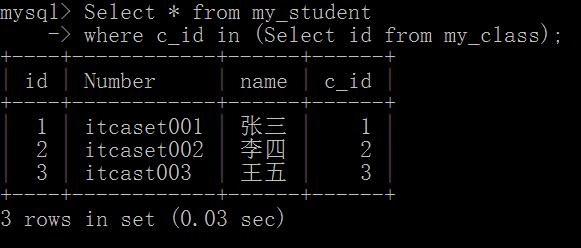 mysql> Select * from my_student
    -> where c_id in (Select id from my_class);
+----+------------+------+------+
| id | Number     | name | c_id |
+----+------------+------+------+
|  1 | itcaset001 | 张三 |    1 |
|  2 | itcaset002 | 李四 |    2 |
|  3 | itcast003  | 王五 |    3 |
+----+------------+------+------+
3 rows in set (0.03 sec)